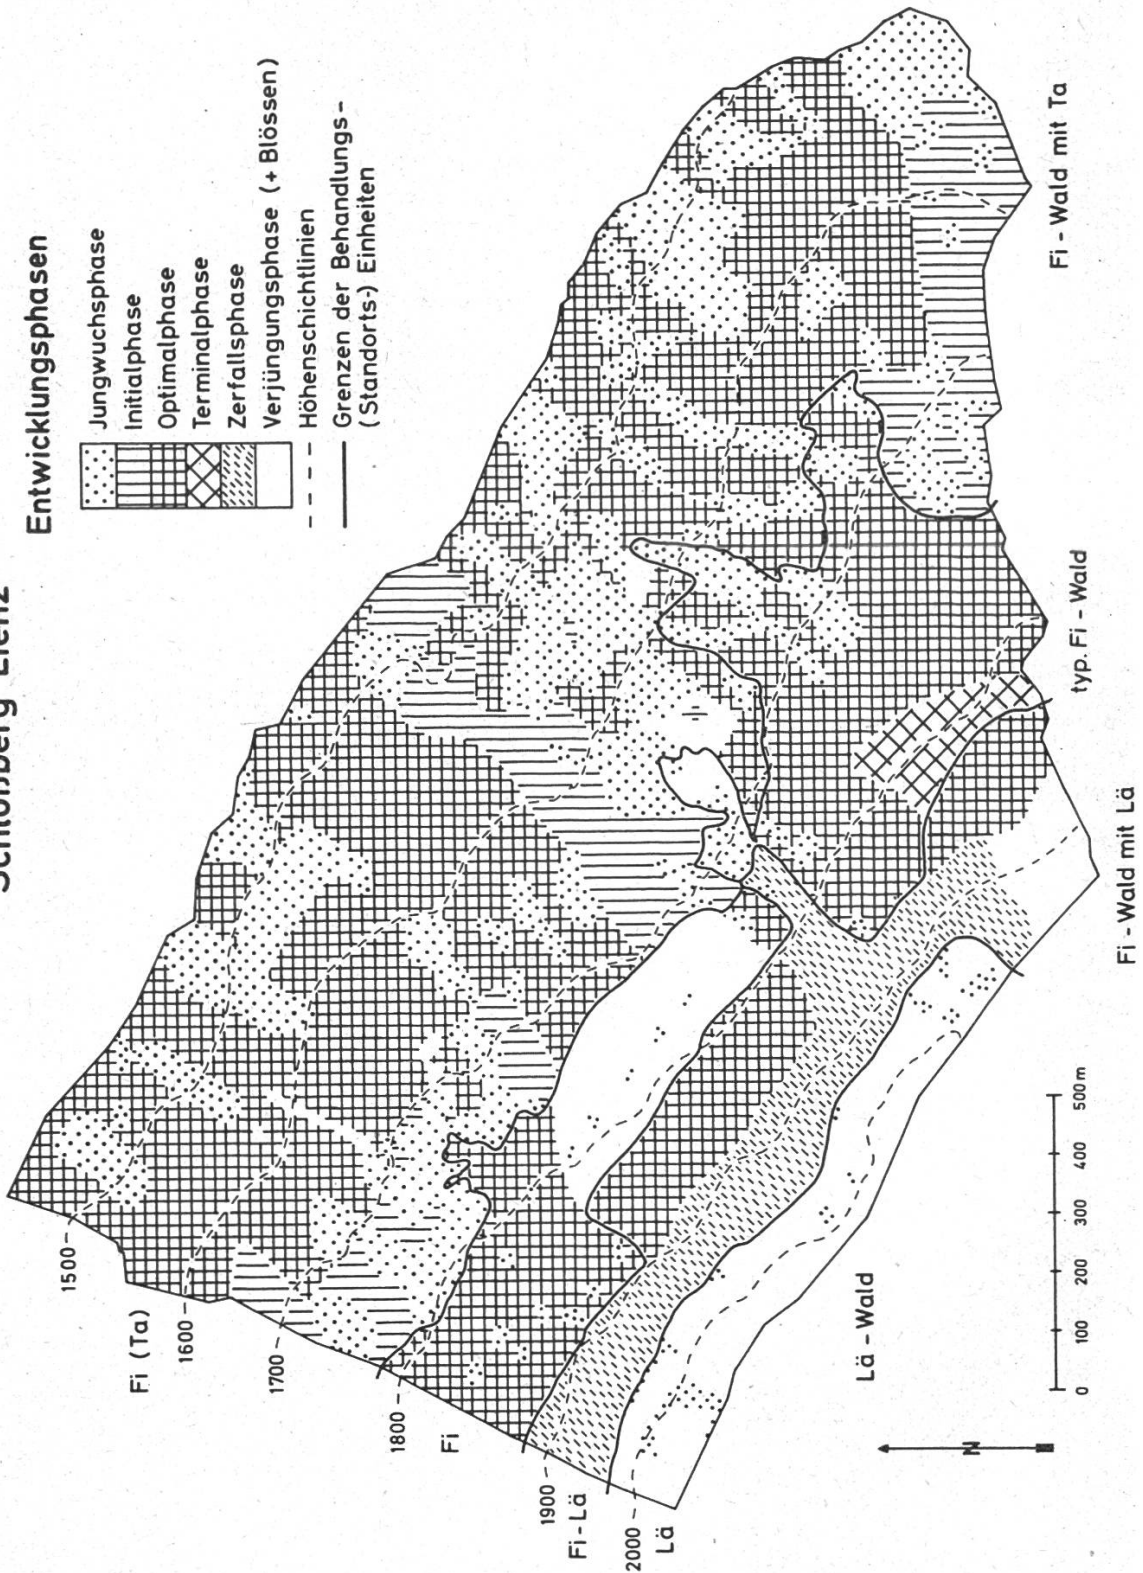 Schloßberg Lienz
Entwicklungsphasen
Jungwuchsphase
Initialphase
Optimalphase
Terminalphase
Zerfallsphase
Verjüngungsphase (+ Blössen)
Höhenschichtlinien
Grenzen der Behandlungs-
(Standorts-) Einheiten
1500
Fi (Ta)
1600
1700
1800
Fi
1900
Fi-Lä
2000
Lä
Lä-Wald
Fi-Wald mit Lä
typ. Fi-Wald
Fi-Wald mit Ta
0 100 200 300 400 500 m
N